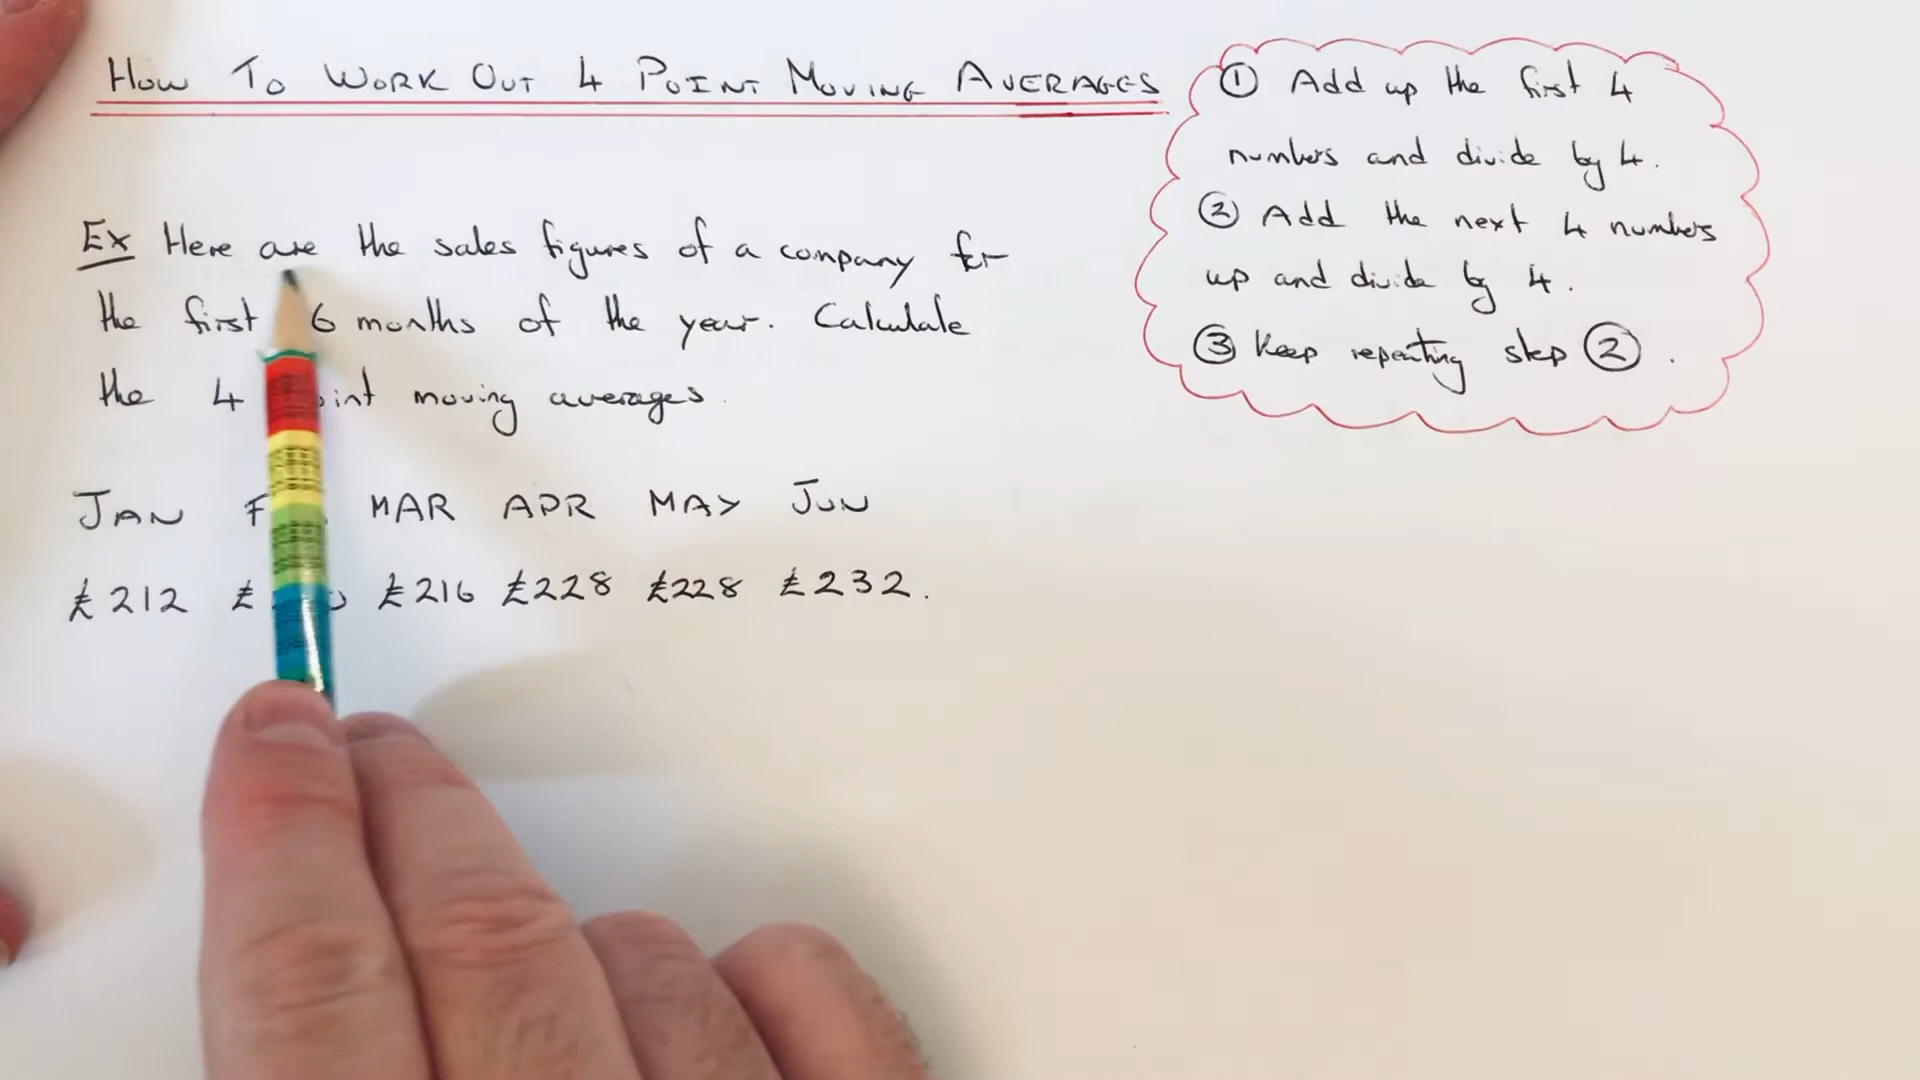 HOW TO WORK OUT 4 POINT MOVING AVERAGES
① Add up the first 4
numbers and divide by 4.
② Add the next 4 numbers
up and divide by 4.
③ Keep repeating step ②.
Ex Here are the sales figures of a company for
the first 6 months of the year. Calculate
the 4 moving averages.
JAN MAR APR MAY JUN
£212 £216 £228 £228 £232.